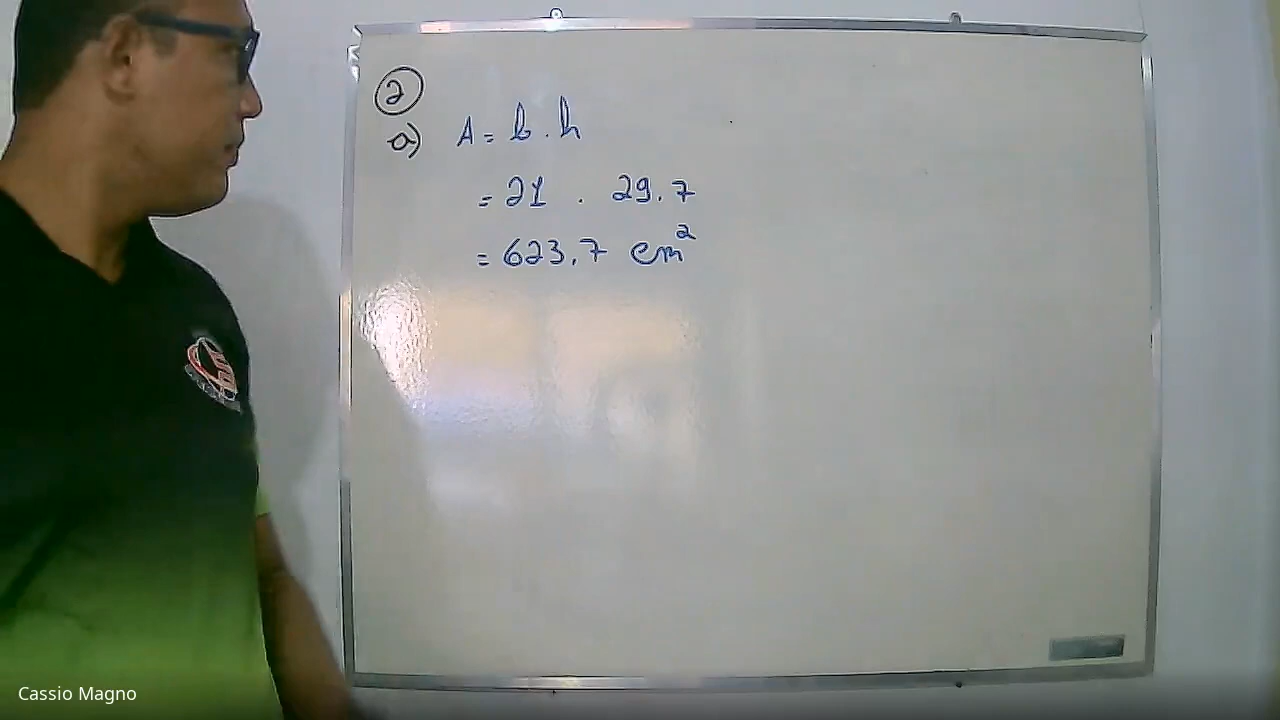 2
a) A = b . h
= 21 . 29.7
= 623.7 cm²
Cassio Magno